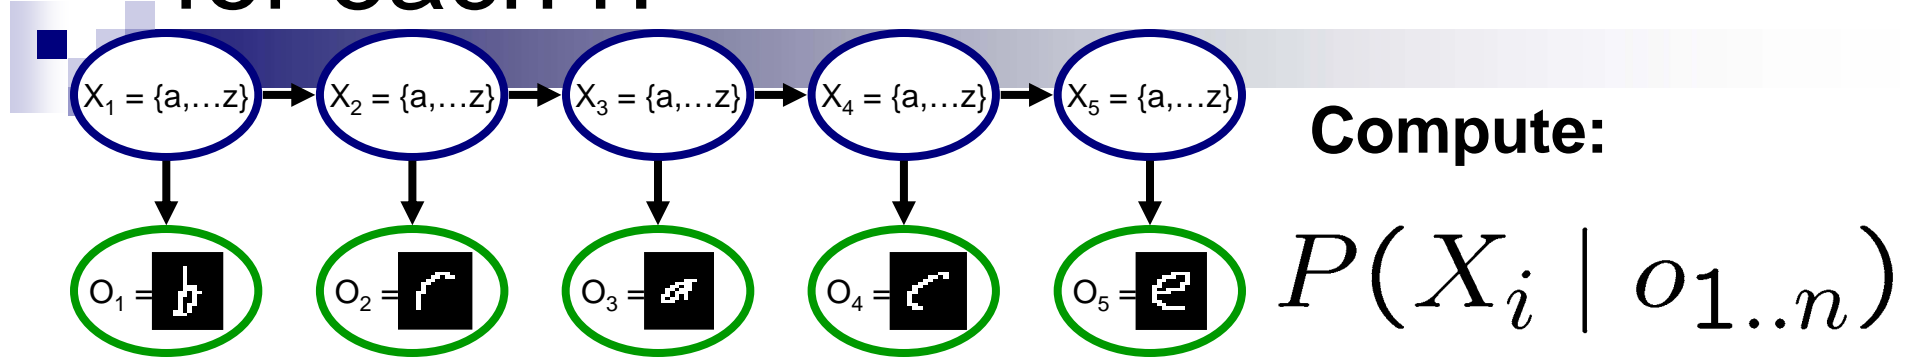 X1 = {a,...z} X2 = {a,...z} X3 = {a,...z} X4 = {a,...z} X5 = {a,...z}
Compute:
O1 = b O2 = r O3 = a O4 = c O5 = e
P(Xi | o1..n)